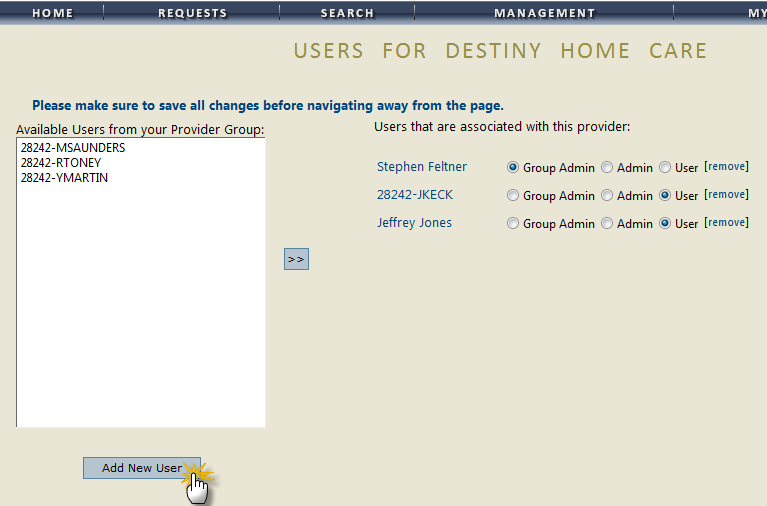 HOME REQUESTS SEARCH MANAGEMENT MY
USERS FOR DESTINY HOME CARE
Please make sure to save all changes before navigating away from the page.
Available Users from your Provider Group:
28242-MSAUNDERS
28242-RTONEY
28242-YMARTIN
>>
Add New User
Users that are associated with this provider:
Stephen Feltner Group Admin Admin User [remove]
28242-JKECK Group Admin Admin User [remove]
Jeffrey Jones Group Admin Admin User [remove]